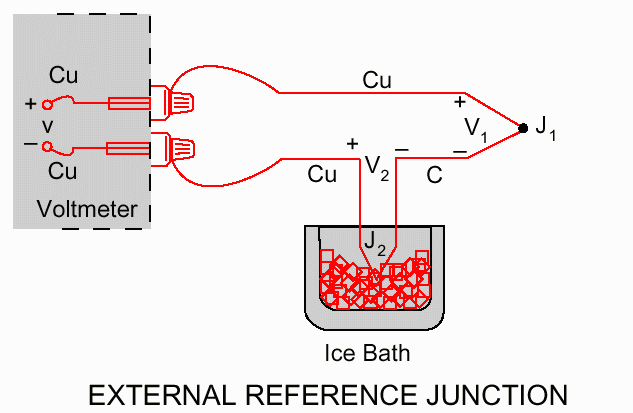 Cu
Cu
+
+
V1
J1
v
−
+
−
−
V2
Cu
Cu
C
Voltmeter
J2
Ice Bath
EXTERNAL REFERENCE JUNCTION